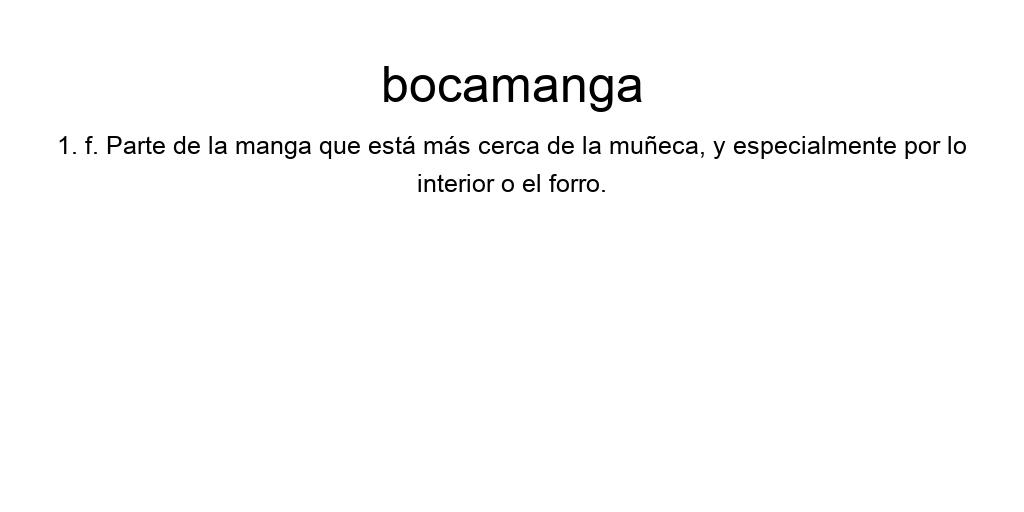 bocamanga
1. f. Parte de la manga que está más cerca de la muñeca, y especialmente por lo
interior o el forro.